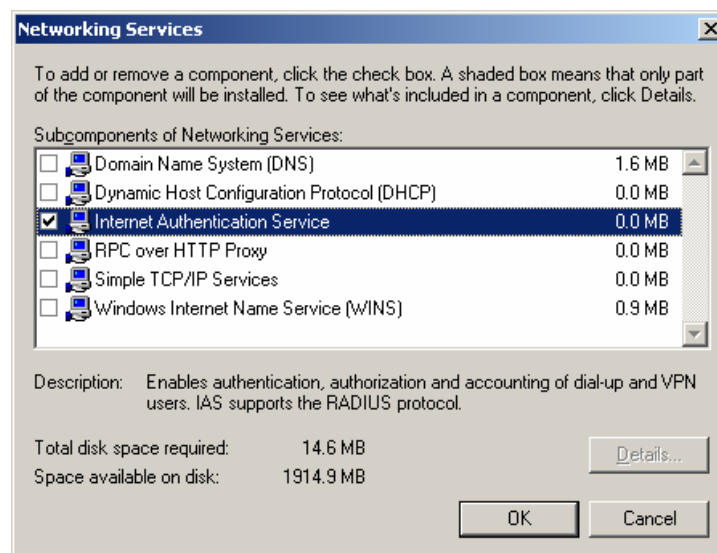 Networking Services
To add or remove a component, click the check box. A shaded box means that only part
of the component will be installed. To see what's included in a component, click Details.
Subcomponents of Networking Services:
Domain Name System (DNS) 1.6 MB
Dynamic Host Configuration Protocol (DHCP) 0.0 MB
Internet Authentication Service 0.0 MB
RPC over HTTP Proxy 0.0 MB
Simple TCP/IP Services 0.0 MB
Windows Internet Name Service (WINS) 0.9 MB
Description: Enables authentication, authorization and accounting of dial-up and VPN
users. IAS supports the RADIUS protocol.
Total disk space required: 14.6 MB
Details...
Space available on disk: 1914.9 MB
OK Cancel